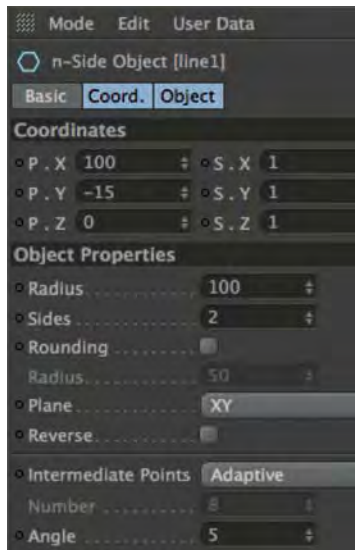 Mode Edit User Data
n-Side Object [line1]
Basic Coord. Object
Coordinates
P . X 100 S . X 1
P . Y -15 S . Y 1
P . Z 0 S . Z 1
Object Properties
Radius 100
Sides 2
Rounding
Radius 50
Plane XY
Reverse
Intermediate Points Adaptive
Number 8
Angle 5